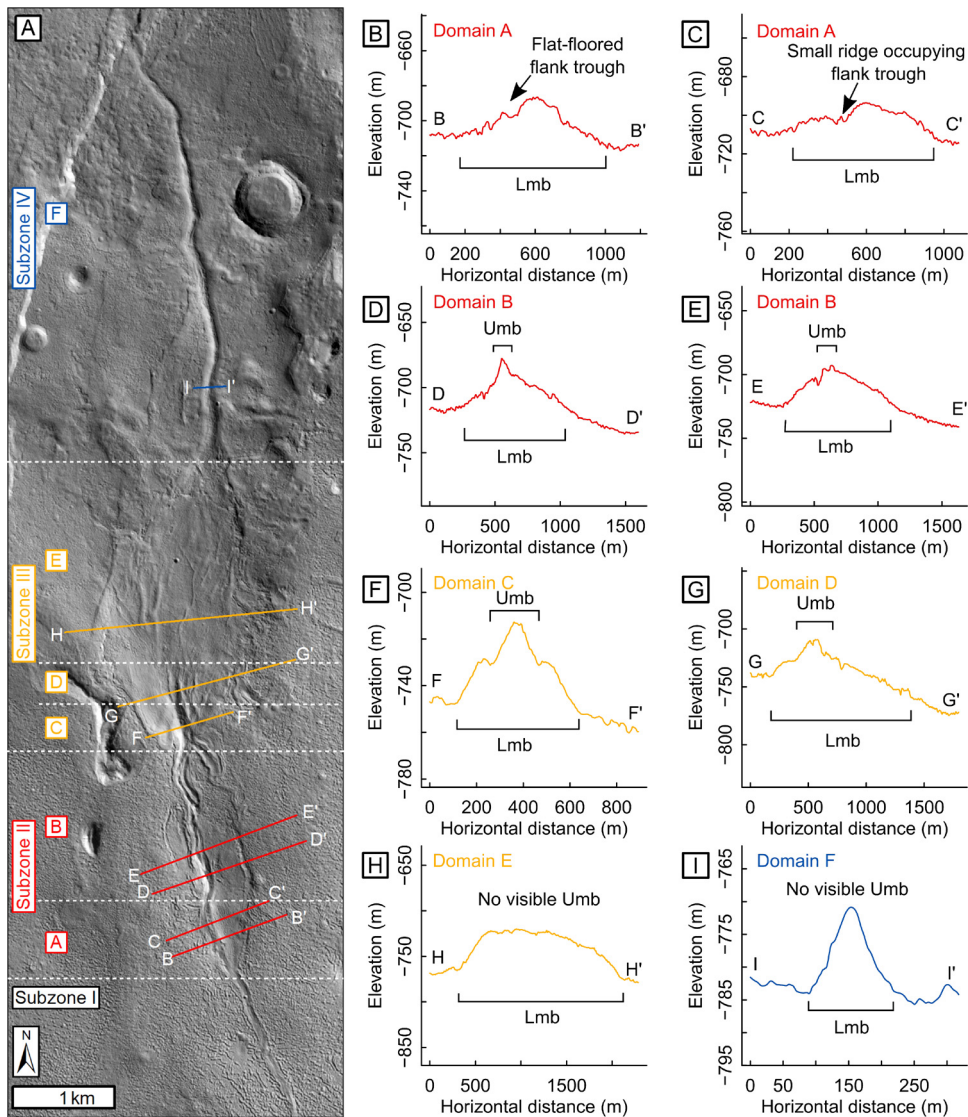 A
Subzone IV
F
I
I'
Subzone III
E
H
H'
D
G
G'
C
F
F'
Subzone II
B
E
E'
D
D'
A
C
C'
B
B'
Subzone I
N
1 km
B
Domain A
Flat-floored
flank trough
Elevation (m)
−660
−700
−740
B
B'
Lmb
0 200 600 1000
Horizontal distance (m)
C
Domain A
Small ridge occupying
flank trough
Elevation (m)
−680
−720
−760
C
C'
Lmb
0 200 600 1000
Horizontal distance (m)
D
Domain B
Umb
Elevation (m)
−650
−700
−750
D
D'
Lmb
0 500 1000 1500
Horizontal distance (m)
E
Domain B
Umb
Elevation (m)
−650
−700
−750
−800
E
E'
Lmb
0 500 1000 1500
Horizontal distance (m)
F
Domain C
Umb
Elevation (m)
−700
−740
−780
F
F'
Lmb
0 200 400 600 800
Horizontal distance (m)
G
Domain D
Umb
Elevation (m)
−700
−750
−800
G
G'
Lmb
0 500 1000 1500
Horizontal distance (m)
H
Domain E
No visible Umb
Elevation (m)
−650
−750
−850
H
H'
Lmb
0 500 1500
Horizontal distance (m)
I
Domain F
No visible Umb
Elevation (m)
−765
−775
−785
−795
I
I'
Lmb
0 50 150 250
Horizontal distance (m)